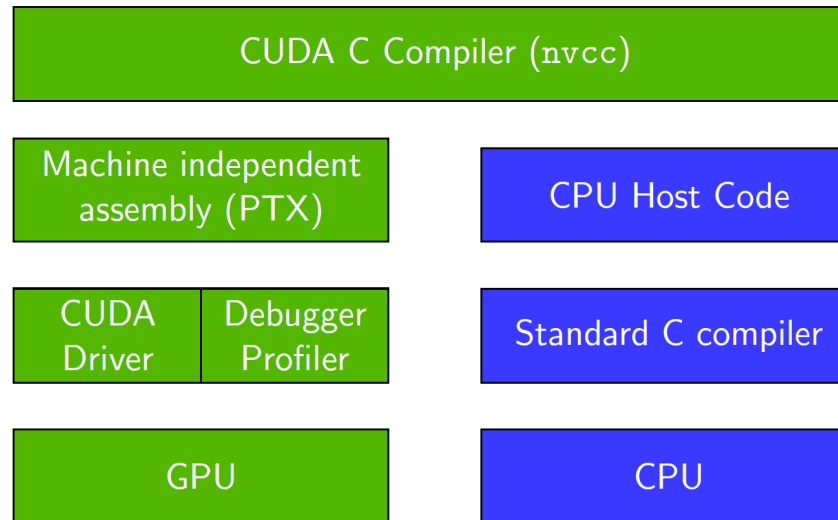 CUDA C Compiler (nvcc)
Machine independent
assembly (PTX)
CPU Host Code
CUDA
Driver
Debugger
Profiler
Standard C compiler
GPU
CPU